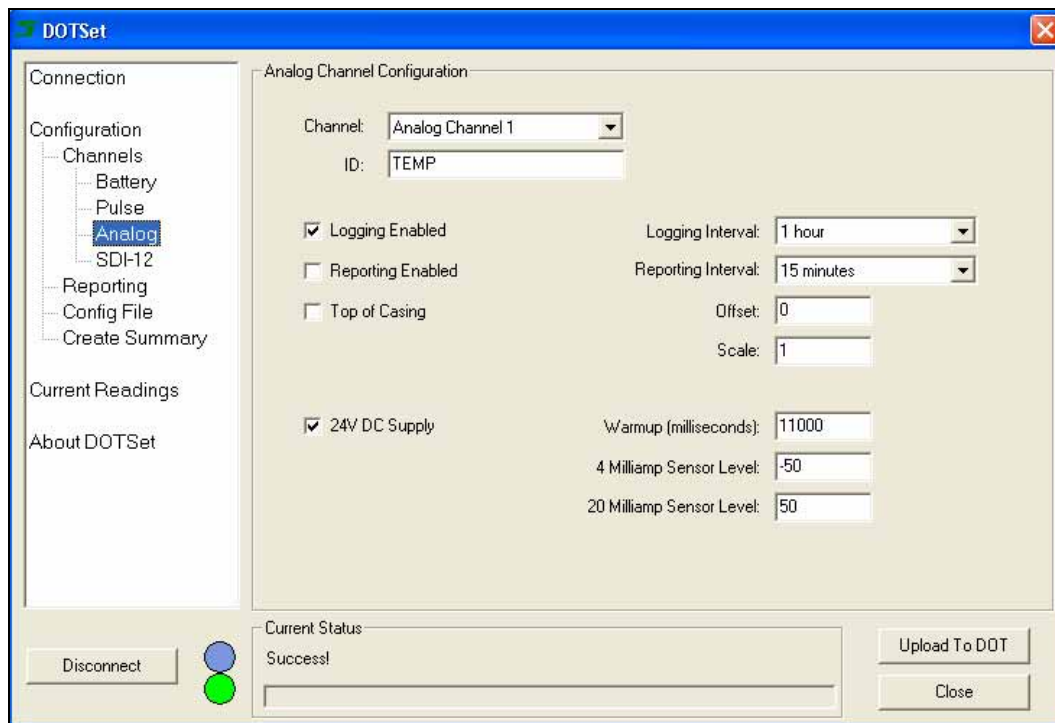 DOTSet
Connection
Configuration
Channels
Battery
Pulse
Analog
SDI-12
Reporting
Config File
Create Summary
Current Readings
About DOTSet
Analog Channel Configuration
Channel: Analog Channel 1
ID: TEMP
Logging Enabled Logging Interval: 1 hour
Reporting Enabled Reporting Interval: 15 minutes
Top of Casing Offset: 0
Scale: 1
24V DC Supply Warmup (milliseconds): 11000
4 Milliamp Sensor Level: -50
20 Milliamp Sensor Level: 50
Disconnect
Current Status
Success!
Upload To DOT
Close